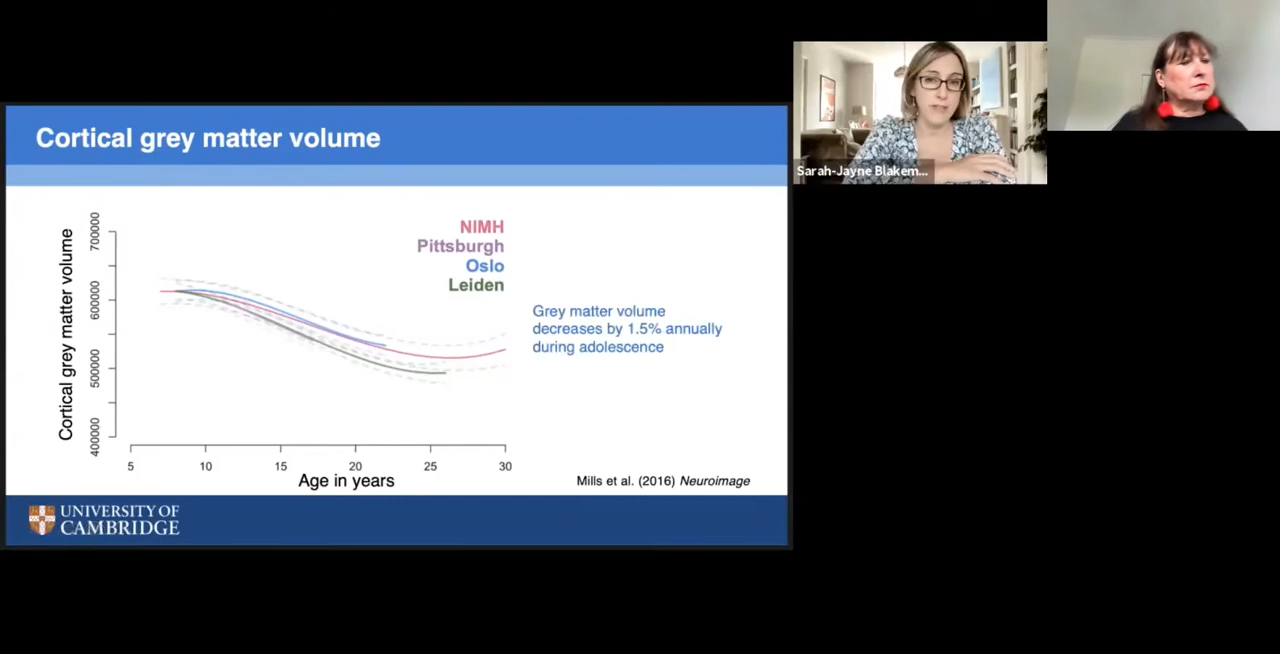 Cortical grey matter volume
Sarah-Jayne Blakem...
NIMH
Pittsburgh
Oslo
Leiden
Cortical grey matter volume
700000
600000
500000
400000
5 10 15 20 25 30
Age in years
Grey matter volume
decreases by 1.5% annually
during adolescence
Mills et al. (2016) Neuroimage
UNIVERSITY OF
CAMBRIDGE